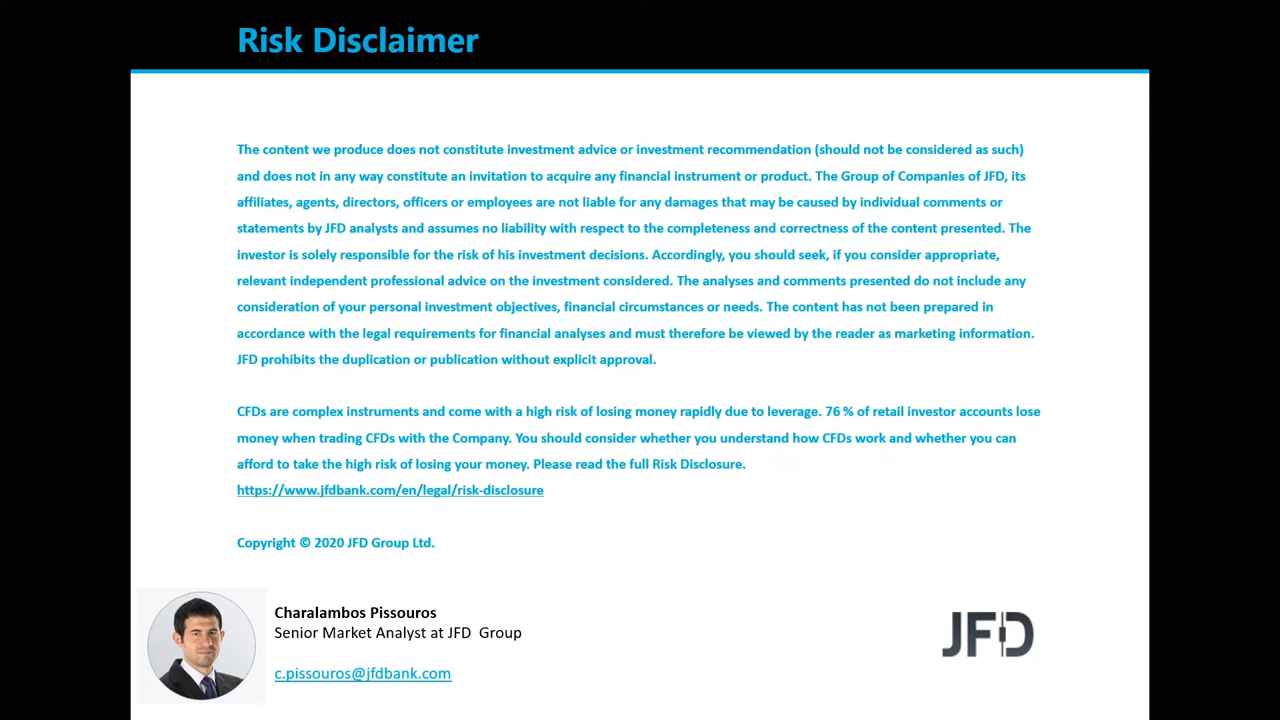 Risk Disclaimer
The content we produce does not constitute investment advice or investment recommendation (should not be considered as such)
and does not in any way constitute an invitation to acquire any financial instrument or product. The Group of Companies of JFD, its
affiliates, agents, directors, officers or employees are not liable for any damages that may be caused by individual comments or
statements by JFD analysts and assumes no liability with respect to the completeness and correctness of the content presented. The
investor is solely responsible for the risk of his investment decisions. Accordingly, you should seek, if you consider appropriate,
relevant independent professional advice on the investment considered. The analyses and comments presented do not include any
consideration of your personal investment objectives, financial circumstances or needs. The content has not been prepared in
accordance with the legal requirements for financial analyses and must therefore be viewed by the reader as marketing information.
JFD prohibits the duplication or publication without explicit approval.
CFDs are complex instruments and come with a high risk of losing money rapidly due to leverage. 76 % of retail investor accounts lose
money when trading CFDs with the Company. You should consider whether you understand how CFDs work and whether you can
afford to take the high risk of losing your money. Please read the full Risk Disclosure.
https://www.jfdbank.com/en/legal/risk-disclosure
Copyright © 2020 JFD Group Ltd.
Charalambos Pissouros
Senior Market Analyst at JFD Group
c.pissouros@jfdbank.com
JFD